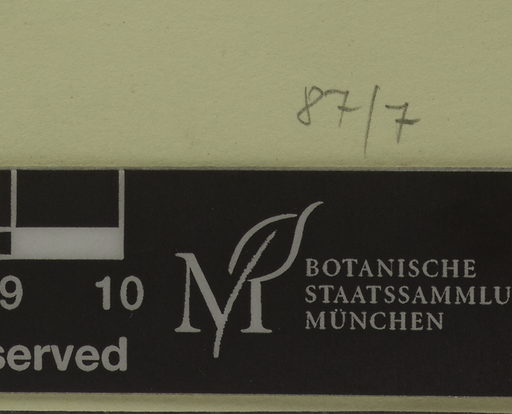 87/7
9 10
BOTANISCHE
STAATSSAMMLU
MÜNCHEN
served